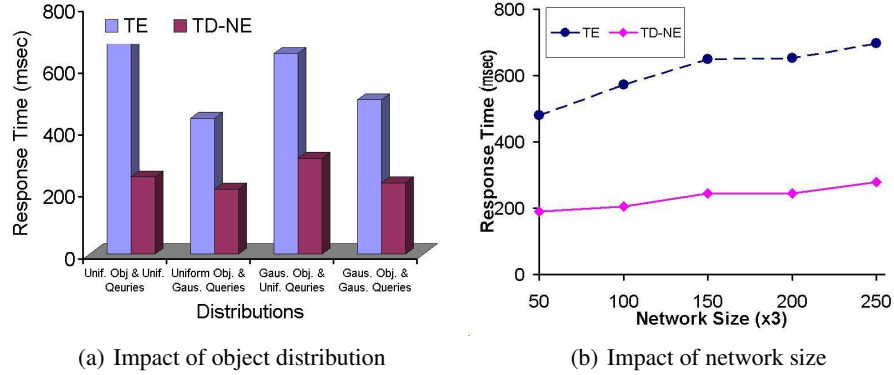 TE TD-NE
Response Time (msec)
800
600
400
200
0
Unif. Obj & Unif. Qeuries
Uniform Obj. & Gaus. Queries
Gaus. Obj. & Unif. Qeuries
Gaus. Obj. & Gaus. Queries
Distributions
(a) Impact of object distribution
TE TD-NE
Response Time (msec)
800
600
400
200
0
50 100 150 200 250
Network Size (x3)
(b) Impact of network size